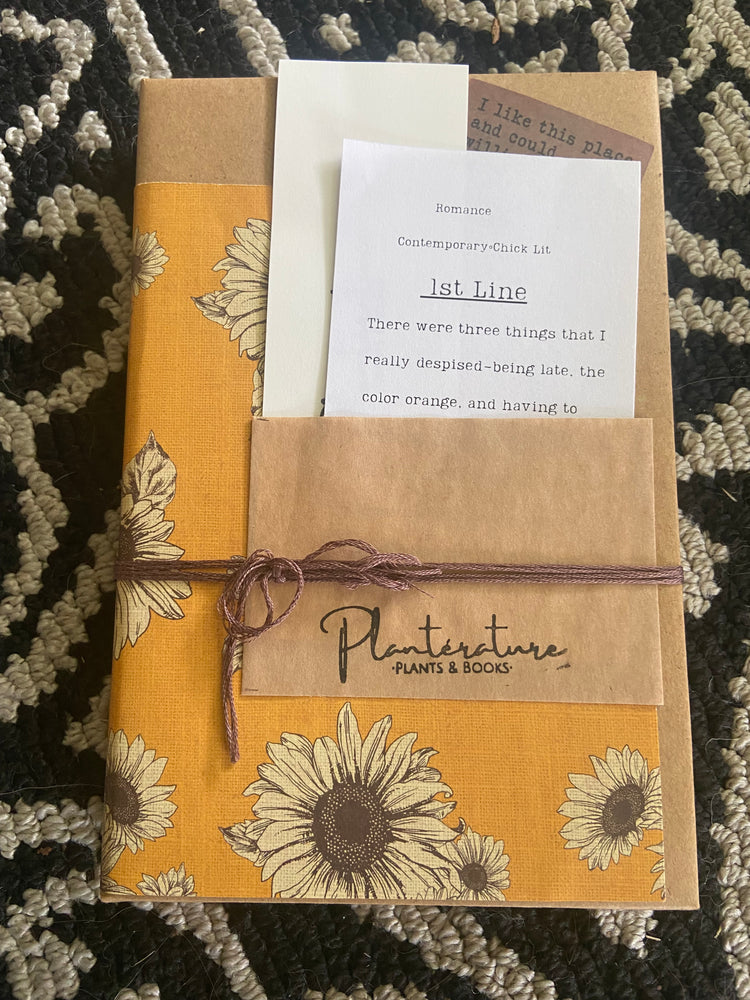 I like this place
and could
Romance
Contemporary•Chick Lit
1st Line
There were three things that I
really despised-being late, the
color orange, and having to
Plantérature
·PLANTS & BOOKS·